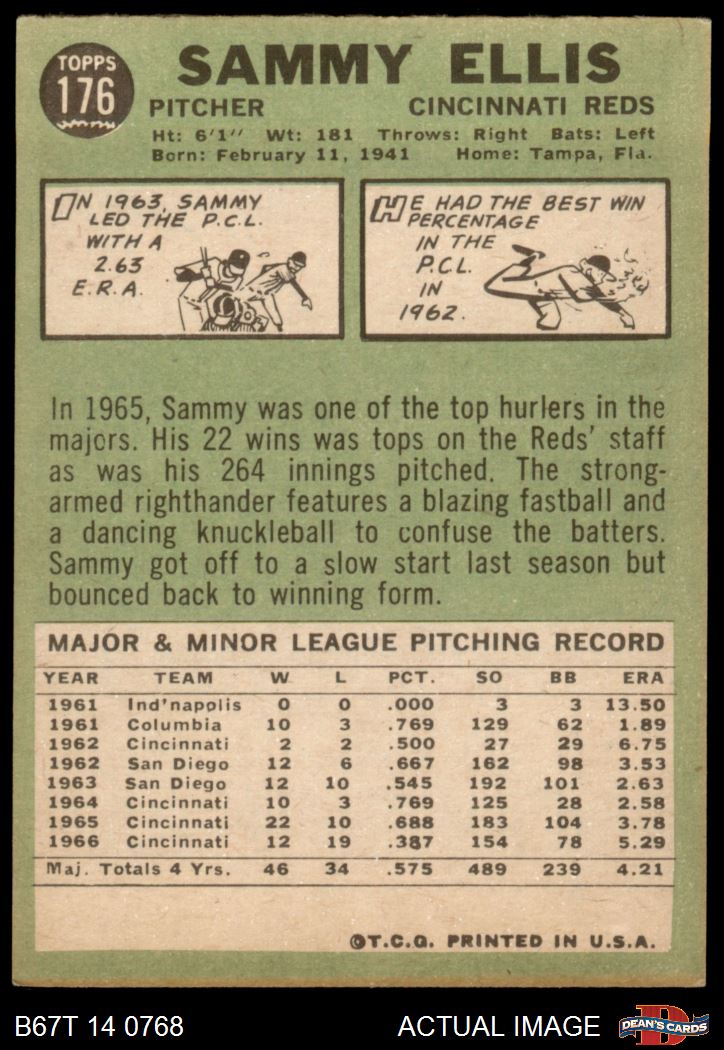 TOPPS
176
SAMMY ELLIS
PITCHER CINCINNATI REDS
Ht: 6'1" Wt: 181 Throws: Right Bats: Left
Born: February 11, 1941 Home: Tampa, Fla.
IN 1963, SAMMY
LED THE P.C.L.
WITH A
2.63
E.R.A.
HE HAD THE BEST WIN
PERCENTAGE
IN THE
P.C.L.
IN
1962.
In 1965, Sammy was one of the top hurlers in the
majors. His 22 wins was tops on the Reds' staff
as was his 264 innings pitched. The strong-
armed righthander features a blazing fastball and
a dancing knuckleball to confuse the batters.
Sammy got off to a slow start last season but
bounced back to winning form.
MAJOR & MINOR LEAGUE PITCHING RECORD
YEAR TEAM W L PCT. SO BB ERA
1961 Ind'napolis 0 0 .000 3 3 13.50
1961 Columbia 10 3 .769 129 62 1.89
1962 Cincinnati 2 2 .500 27 29 6.75
1962 San Diego 12 6 .667 162 98 3.53
1963 San Diego 12 10 .545 192 101 2.63
1964 Cincinnati 10 3 .769 125 28 2.58
1965 Cincinnati 22 10 .688 183 104 3.78
1966 Cincinnati 12 19 .387 154 78 5.29
Maj. Totals 4 Yrs. 46 34 .575 489 239 4.21
©T.C.G. PRINTED IN U.S.A.
B67T 14 0768 ACTUAL IMAGE
DEAN'S CARDS